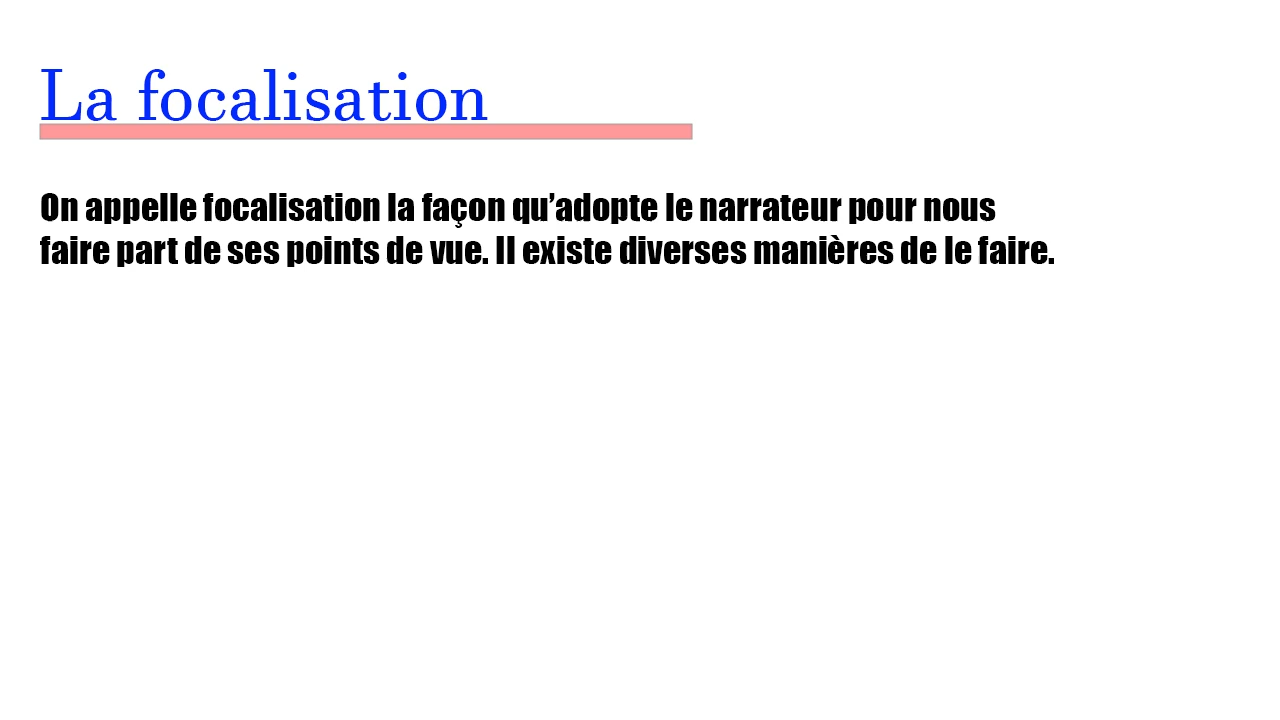 La focalisation
On appelle focalisation la façon qu’adopte le narrateur pour nous
faire part de ses points de vue. Il existe diverses manières de le faire.